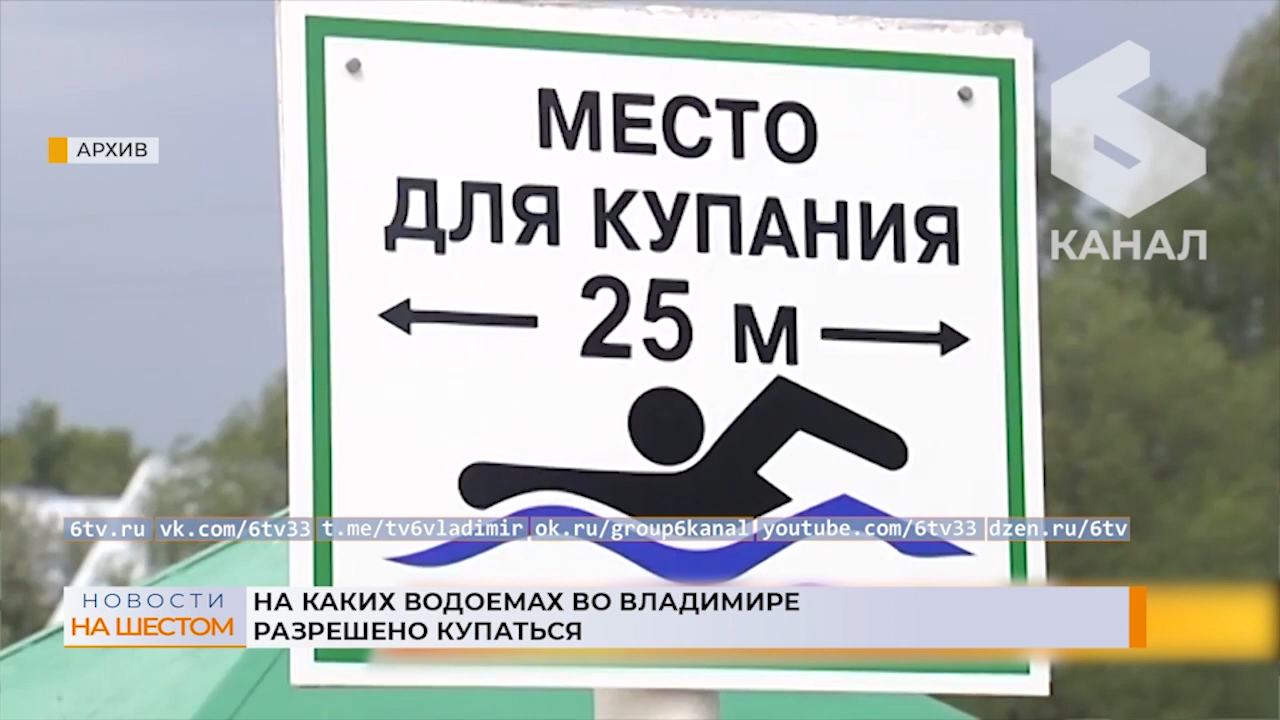 МЕСТО
ДЛЯ КУПАНИЯ
25 м
АРХИВ
6
КАНАЛ
6tv.ru vk.com/6tv33 t.me/tv6vladimir ok.ru/group6kanal youtube.com/6tv33 dzen.ru/6tv
НОВОСТИ
НА ШЕСТОМ
НА КАКИХ ВОДОЕМАХ ВО ВЛАДИМИРЕ
РАЗРЕШЕНО КУПАТЬСЯ